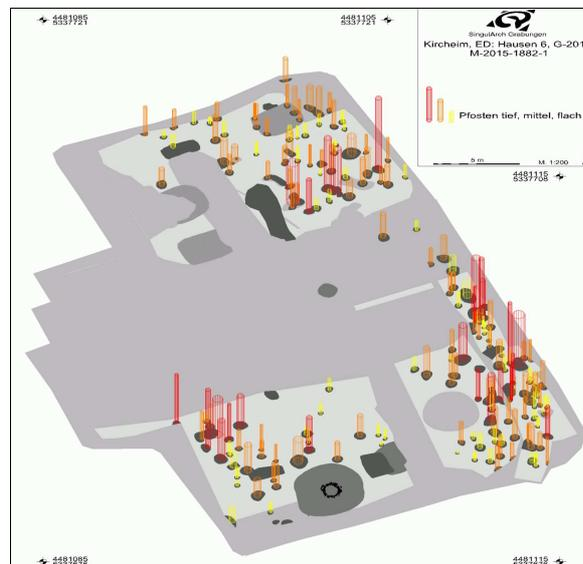 4481085
5337721
4481105
5337721
SingulArch Grabungen
Kirchheim, ED: Hausen 6, G-201
M-2015-1882-1
Pfosten tief, mittel, flach
5 m
M. 1:200
4481115
5337708
4481085
4481115